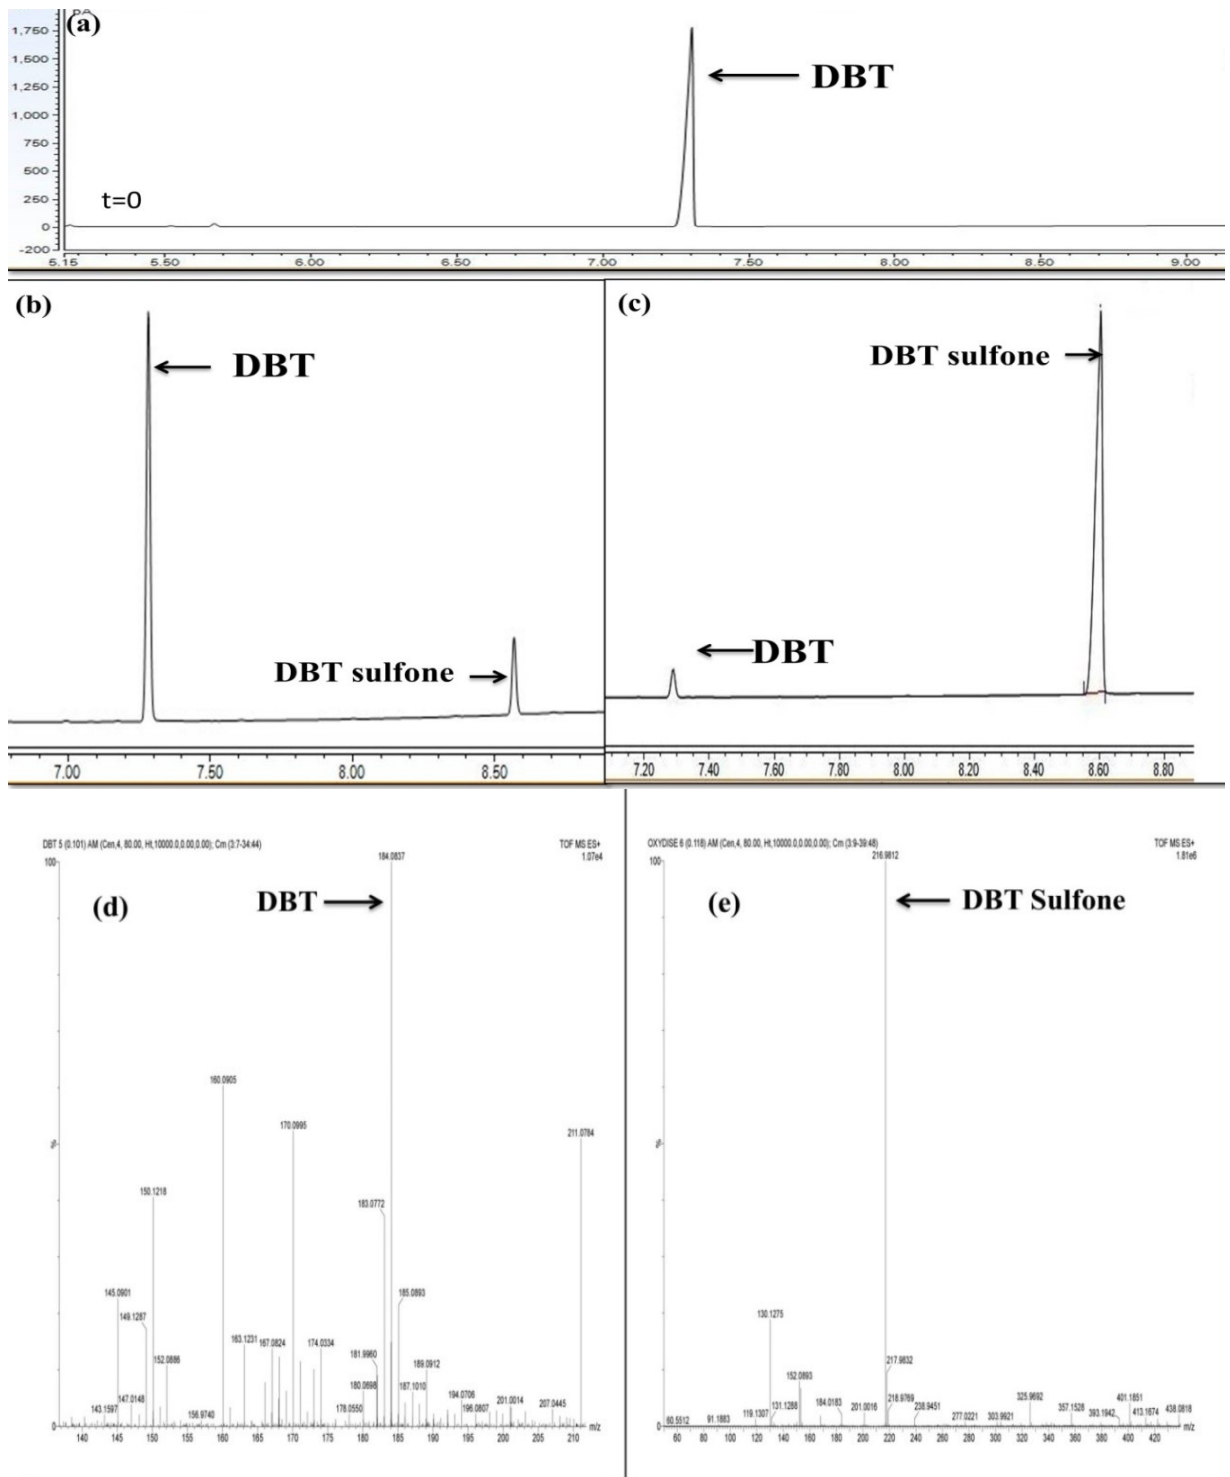 (a)
1,750
1,500
1,250
1,000
750
500
250
0
-200
DBT
t=0
5.15 5.50 6.00 6.50 7.00 7.50 8.00 8.50 9.00
(b)
DBT
DBT sulfone
7.00 7.50 8.00 8.50
(c)
DBT sulfone
DBT
7.20 7.40 7.60 7.80 8.00 8.20 8.40 8.60 8.80
DBT 5 (0.101) AM (Cen,4, 80.00, Ht,10000.0,0.00,0.00); Cm (3:7-34:44)
TOF MS ES+
1.07e4
100
184.0837
(d)
DBT
160.0905
170.0995
211.0784
%
150.1218
183.0772
145.0901
185.0893
149.1287
163.1231
167.0824
174.0334
152.0886
181.9960
189.0912
180.0698
187.1010
194.0706
147.0148
143.1597
156.9740
178.0550
196.0807
201.0014
207.0445
140 145 150 155 160 165 170 175 180 185 190 195 200 205 210
m/z
OXYDISE 6 (0.118) AM (Cen,4, 80.00, Ht,10000.0,0.00,0.00); Cm (3:9-39:48)
TOF MS ES+
1.81e6
100
216.9812
(e)
DBT Sulfone
%
130.1275
217.9832
152.0893
131.1288
184.0183
218.9769
325.9692
401.1851
119.1307
201.0016
238.9451
357.1528
60.5512
91.1883
277.0221
303.9921
393.1942
413.1674
438.0818
60 80 100 120 140 160 180 200 220 240 260 280 300 320 340 360 380 400 420
m/z